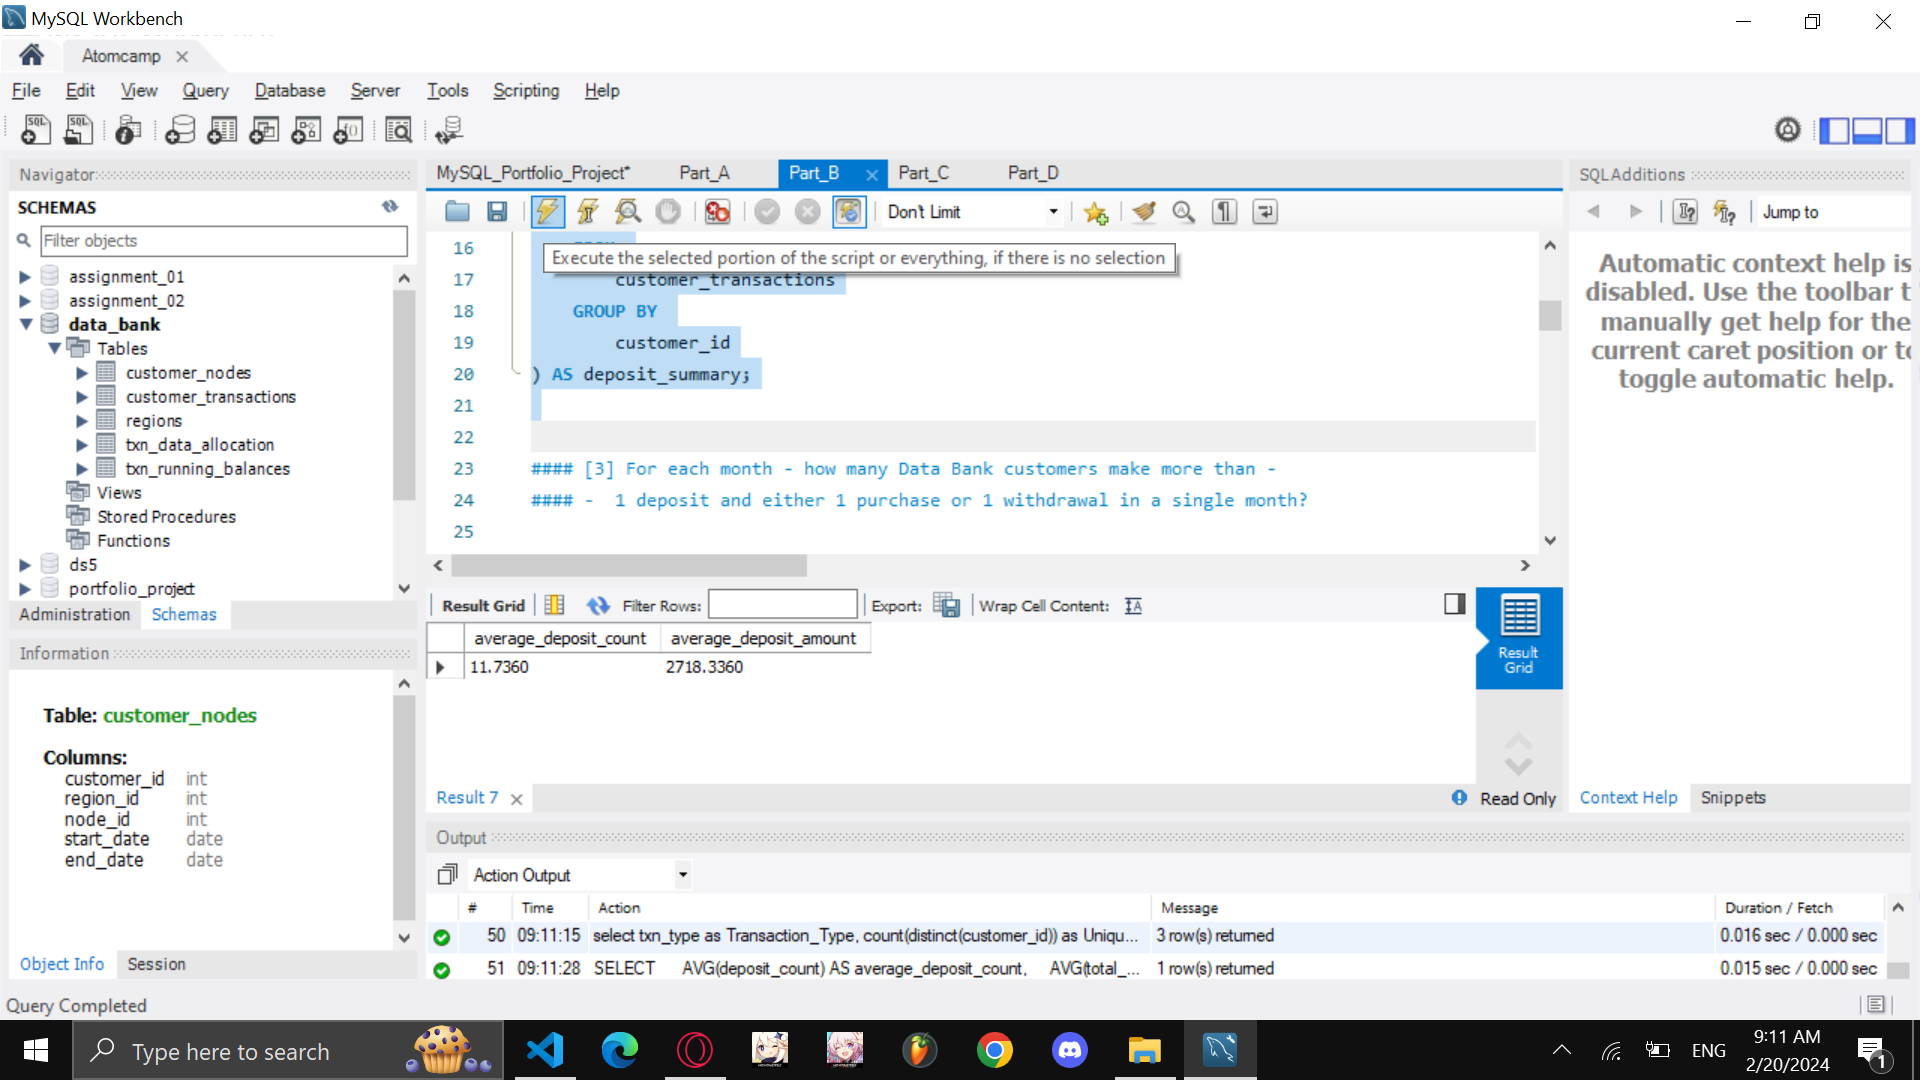 MySQL Workbench
Atomcamp
File Edit View Query Database Server Tools Scripting Help
Navigator
SCHEMAS
Filter objects
assignment_01
assignment_02
data_bank
Tables
customer_nodes
customer_transactions
regions
txn_data_allocation
txn_running_balances
Views
Stored Procedures
Functions
ds5
portfolio_project
Administration Schemas
Information
Table: customer_nodes
Columns:
customer_id int
region_id int
node_id int
start_date date
end_date date
Object Info Session
Query Completed
MySQL_Portfolio_Project* Part_A Part_B Part_C Part_D
Don't Limit
Execute the selected portion of the script or everything, if there is no selection
16
17 customer_transactions
18 GROUP BY
19 customer_id
20 ) AS deposit_summary;
21
22
23 #### [3] For each month - how many Data Bank customers make more than -
24 #### - 1 deposit and either 1 purchase or 1 withdrawal in a single month?
25
Result Grid Filter Rows: Export: Wrap Cell Content:
average_deposit_count average_deposit_amount
11.7360 2718.3360
Result Grid
Result 7
Read Only
SQLAdditions
Jump to
Automatic context help is
disabled. Use the toolbar t
manually get help for the
current caret position or to
toggle automatic help.
Context Help Snippets
Output
Action Output
# Time Action Message Duration / Fetch
50 09:11:15 select txn_type as Transaction_Type, count(distinct(customer_id)) as Uniqu... 3 row(s) returned 0.016 sec / 0.000 sec
51 09:11:28 SELECT AVG(deposit_count) AS average_deposit_count, AVG(total_... 1 row(s) returned 0.015 sec / 0.000 sec
Type here to search
ENG
9:11 AM
2/20/2024
1